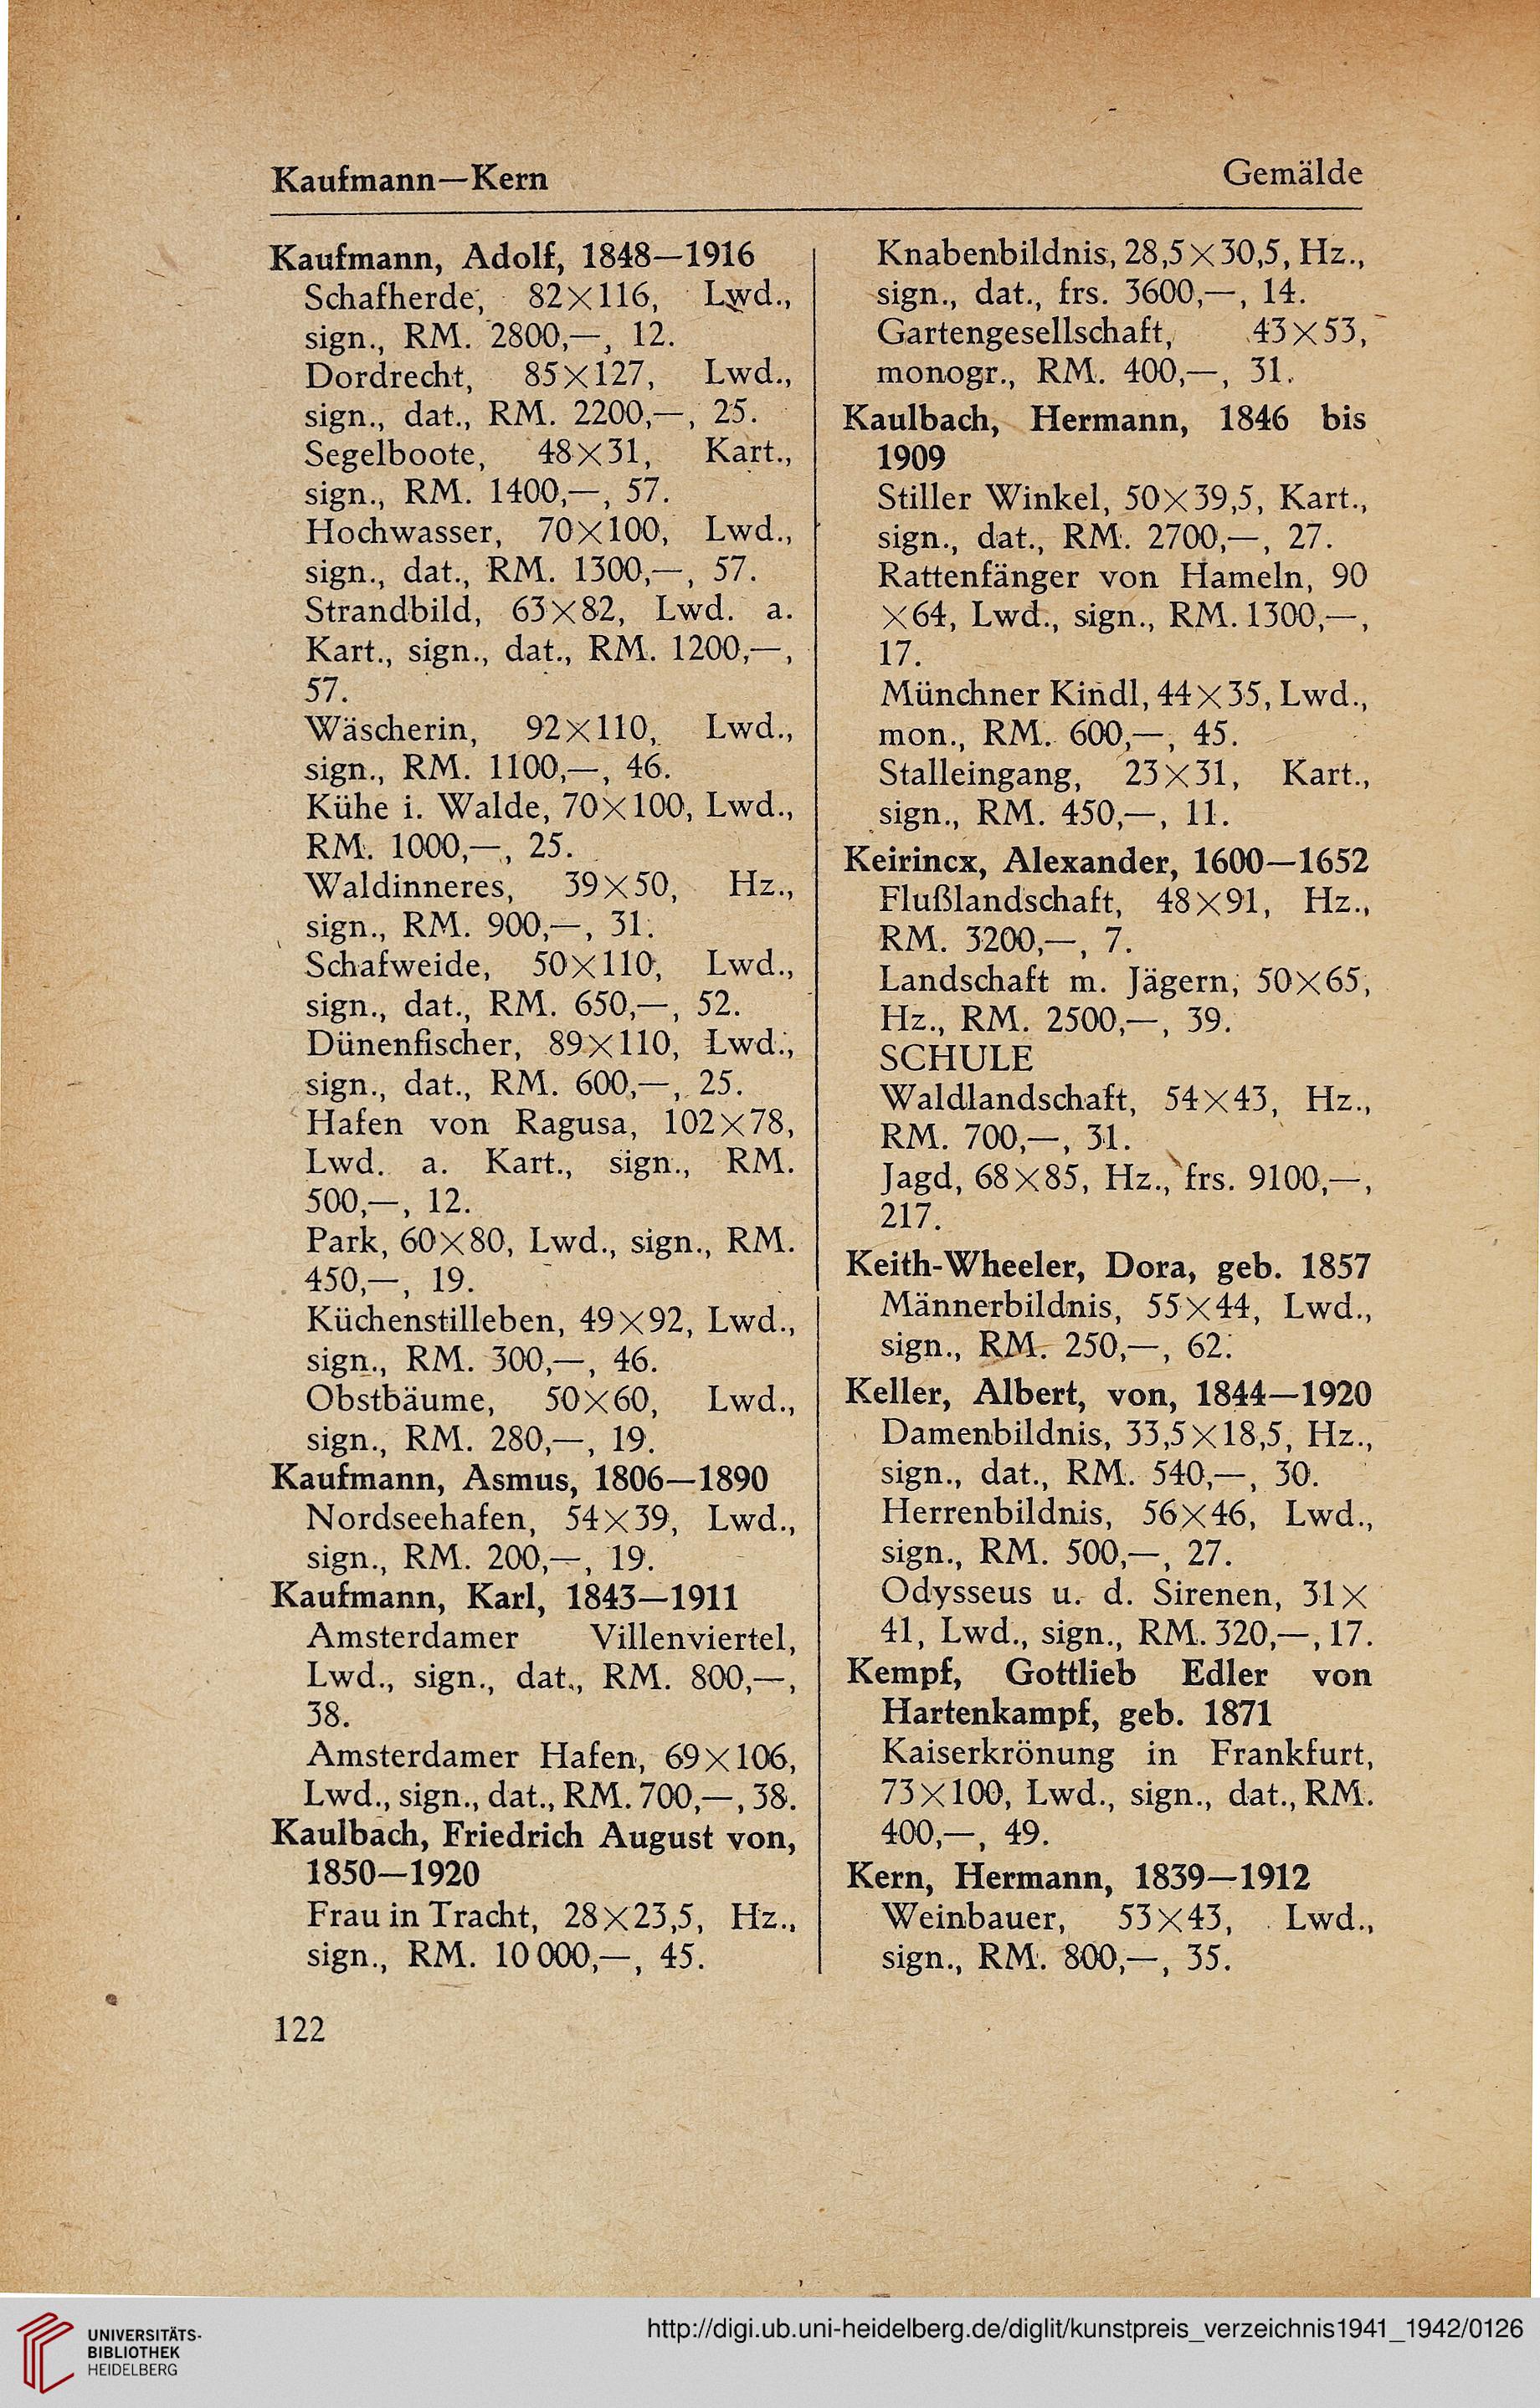 Kaufmann—Kern
Gemälde
Kaufmann, Adolf, 1848—1916
Schafherde, 82×116, Lwd.,
sign., RM. 2800,—, 12.
Dordrecht, 85×127, Lwd.,
sign., dat., RM. 2200,—, 25.
Segelboote, 48×31, Kart.,
sign., RM. 1400,—, 57.
Hochwasser, 70×100, Lwd.,
sign., dat., RM. 1300,—, 57.
Strandbild, 63×82, Lwd. a.
Kart., sign., dat., RM. 1200,—,
57.
Wäscherin, 92×110, Lwd.,
sign., RM. 1100,—, 46.
Kühe i. Walde, 70×100, Lwd.,
RM. 1000,—, 25.
Waldinneres, 39×50, Hz.,
sign., RM. 900,—, 31.
Schafweide, 50×110, Lwd.,
sign., dat., RM. 650,—, 52.
Dünenfischer, 89×110, Lwd.,
sign., dat., RM. 600,—, 25.
Hafen von Ragusa, 102×78,
Lwd. a. Kart., sign., RM.
500,—, 12.
Park, 60×80, Lwd., sign., RM.
450,—, 19.
Küchenstilleben, 49×92, Lwd.,
sign., RM. 300,—, 46.
Obstbäume, 50×60, Lwd.,
sign., RM. 280,—, 19.
Kaufmann, Asmus, 1806—1890
Nordseehafen, 54×39, Lwd.,
sign., RM. 200,—, 19.
Kaufmann, Karl, 1843—1911
Amsterdamer Villenviertel,
Lwd., sign., dat., RM. 800,—,
38.
Amsterdamer Hafen, 69×106,
Lwd., sign., dat., RM. 700,—, 38.
Kaulbach, Friedrich August von,
1850—1920
Frau in Tracht, 28×23,5, Hz.,
sign., RM. 10 000,—, 45.
Knabenbildnis, 28,5×30,5, Hz.,
sign., dat., frs. 3600,—, 14.
Gartengesellschaft, 43×53,
monogr., RM. 400,—, 31.
Kaulbach, Hermann, 1846 bis
1909
Stiller Winkel, 50×39,5, Kart.,
sign., dat., RM. 2700,—, 27.
Rattenfänger von Hameln, 90
×64, Lwd., sign., RM. 1300,—,
17.
Münchner Kindl, 44×35, Lwd.,
mon., RM. 600,—, 45.
Stalleingang, 23×31, Kart.,
sign., RM. 450,—, 11.
Keirincx, Alexander, 1600—1652
Flußlandschaft, 48×91, Hz.,
RM. 3200,—, 7.
Landschaft m. Jägern, 50×65,
Hz., RM. 2500,—, 39.
SCHULE
Waldlandschaft, 54×43, Hz.,
RM. 700,—, 31.
Jagd, 68×85, Hz., frs. 9100,—,
217.
Keith-Wheeler, Dora, geb. 1857
Männerbildnis, 55×44, Lwd.,
sign., RM. 250,—, 62.
Keller, Albert, von, 1844—1920
Damenbildnis, 33,5×18,5, Hz.,
sign., dat., RM. 540,—, 30.
Herrenbildnis, 56×46, Lwd.,
sign., RM. 500,—, 27.
Odysseus u. d. Sirenen, 31×
41, Lwd., sign., RM. 320,—, 17.
Kempf, Gottlieb Edler von
Hartenkampf, geb. 1871
Kaiserkrönung in Frankfurt,
73×100, Lwd., sign., dat., RM.
400,—, 49.
Kern, Hermann, 1839—1912
Weinbauer, 53×43, Lwd.,
sign., RM. 800,—, 35.
122
UNIVERSITÄTS-
BIBLIOTHEK
HEIDELBERG
http://digi.ub.uni-heidelberg.de/diglit/kunstpreis_verzeichnis1941_1942/0126